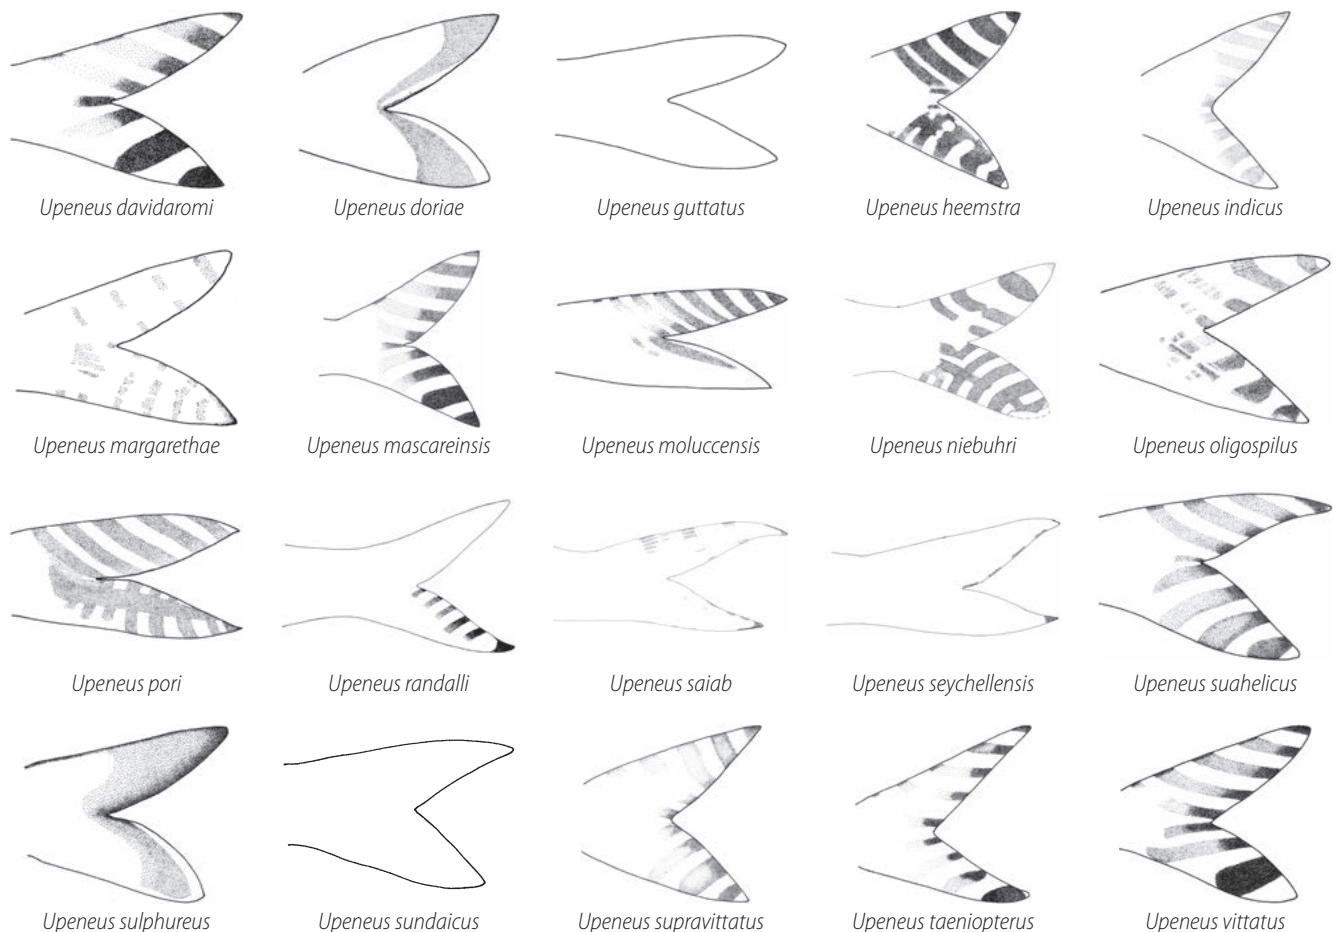 Upeneus davidaromi
Upeneus doriae
Upeneus guttatus
Upeneus heemstra
Upeneus indicus
Upeneus margarethae
Upeneus mascareinsis
Upeneus moluccensis
Upeneus niebuhri
Upeneus oligospilus
Upeneus pori
Upeneus randalli
Upeneus saiab
Upeneus seychellensis
Upeneus suahelicus
Upeneus sulphureus
Upeneus sundaicus
Upeneus supravittatus
Upeneus taeniopterus
Upeneus vittatus